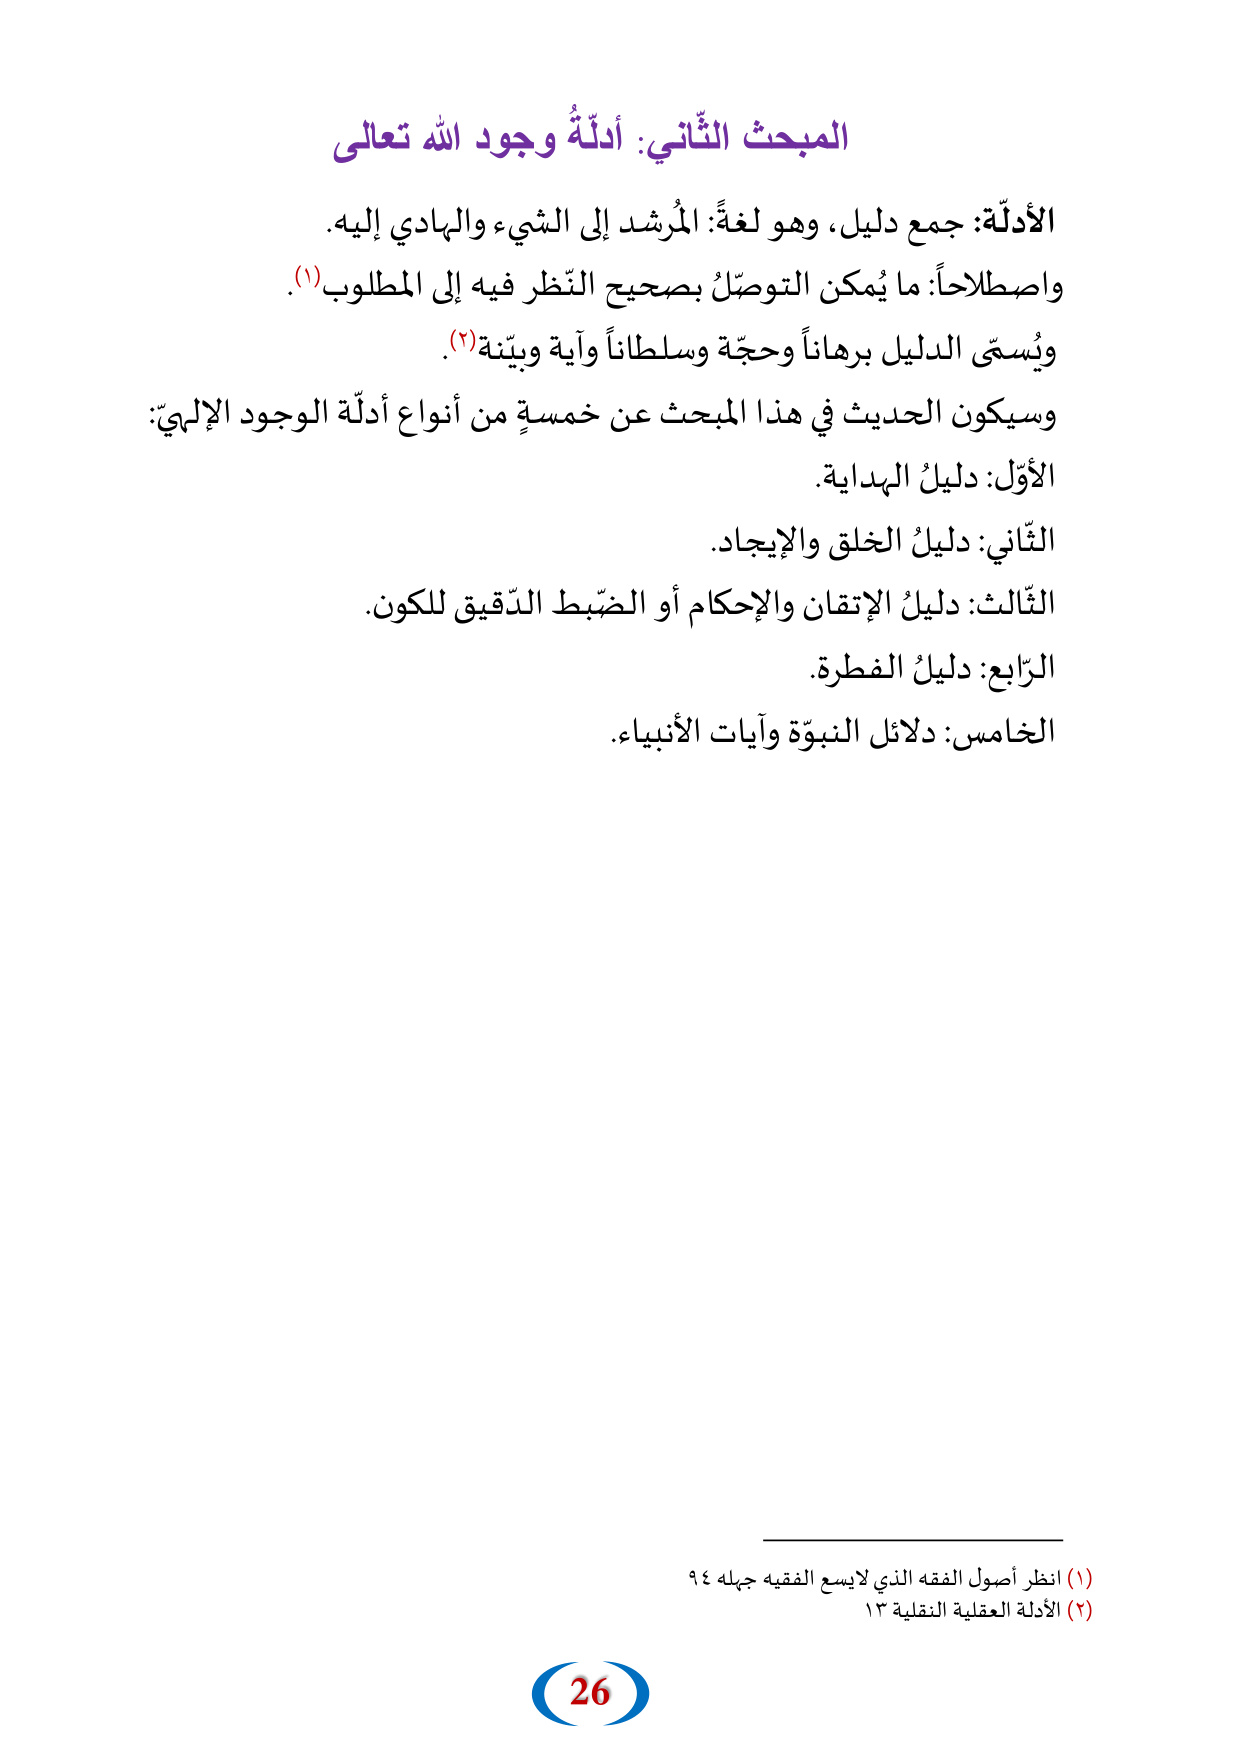 المبحث الثّاني: أدلّةُ وجود الله تعالى
الأدلّة: جمع دليل، وهو لغةً: المُرشد إلى الشيء والهادي إليه.
واصطلاحاً: ما يُمكن التوصّلُ بصحيح النّظر فيه إلى المطلوب(١).
ويُسمّى الدليل برهاناً وحجّة وسلطاناً وآية وبيّنة(٢).
وسيكون الحديث في هذا المبحث عن خمسةٍ من أنواع أدلّة الوجود الإلهيّ:
الأوّل: دليلُ الهداية.
الثّاني: دليلُ الخلق والإيجاد.
الثّالث: دليلُ الإتقان والإحكام أو الضّبط الدّقيق للكون.
الرّابع: دليلُ الفطرة.
الخامس: دلائل النبوّة وآيات الأنبياء.
(١) انظر أصول الفقه الذي لايسع الفقيه جهله ٩٤
(٢) الأدلة العقلية النقلية ١٣
26